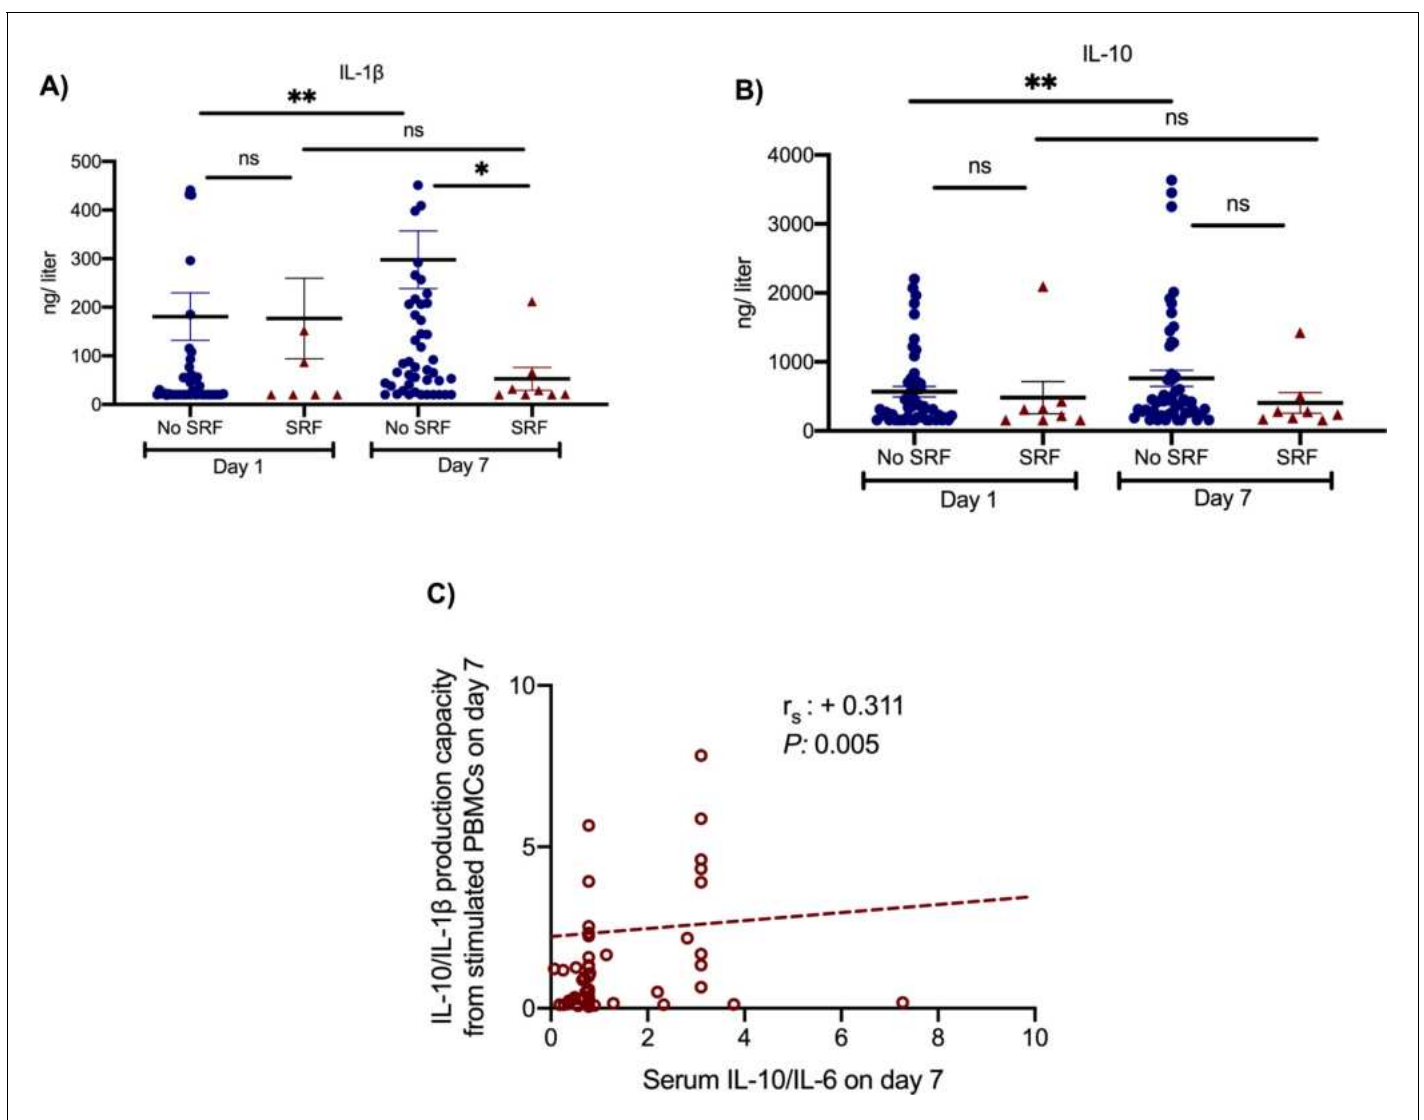 A)
IL-1β
**
ns
ns
*
500
400
300
200
100
0
ng/ liter
No SRF
SRF
No SRF
SRF
Day 1
Day 7
B)
IL-10
**
ns
ns
ns
4000
3000
2000
1000
0
ng/ liter
No SRF
SRF
No SRF
SRF
Day 1
Day 7
C)
IL-10/IL-1β production capacity
from stimulated PBMCs on day 7
10
5
0
rs : + 0.311
P: 0.005
0
2
4
6
8
10
Serum IL-10/IL-6 on day 7